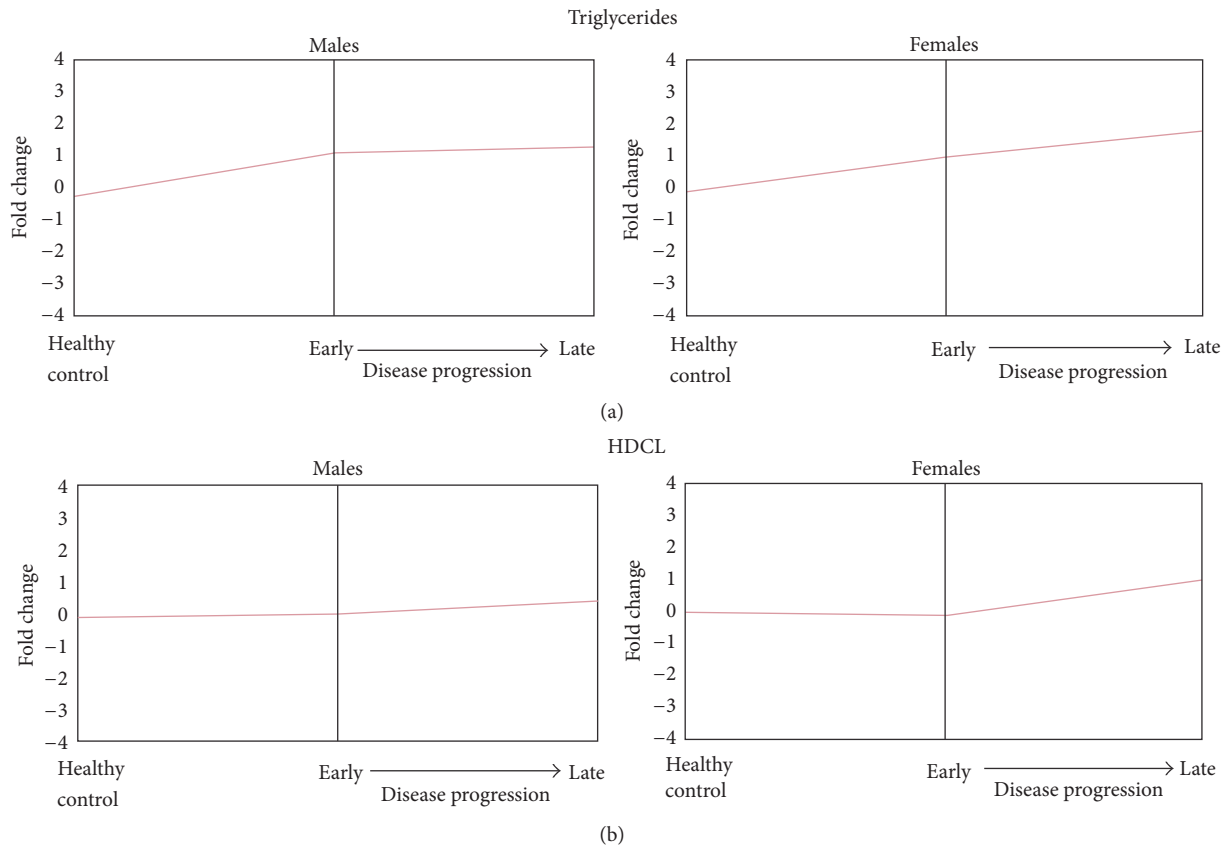 Triglycerides
Males
Females
4
3
2
1
0
−1
−2
−3
−4
Fold change
Healthy
control
Early
Late
Disease progression
4
3
2
1
0
−1
−2
−3
−4
Fold change
Healthy
control
Early
Late
Disease progression
(a)
HDCL
Males
Females
4
3
2
1
0
−1
−2
−3
−4
Fold change
Healthy
control
Early
Late
Disease progression
4
3
2
1
0
−1
−2
−3
−4
Fold change
Healthy
control
Early
Late
Disease progression
(b)